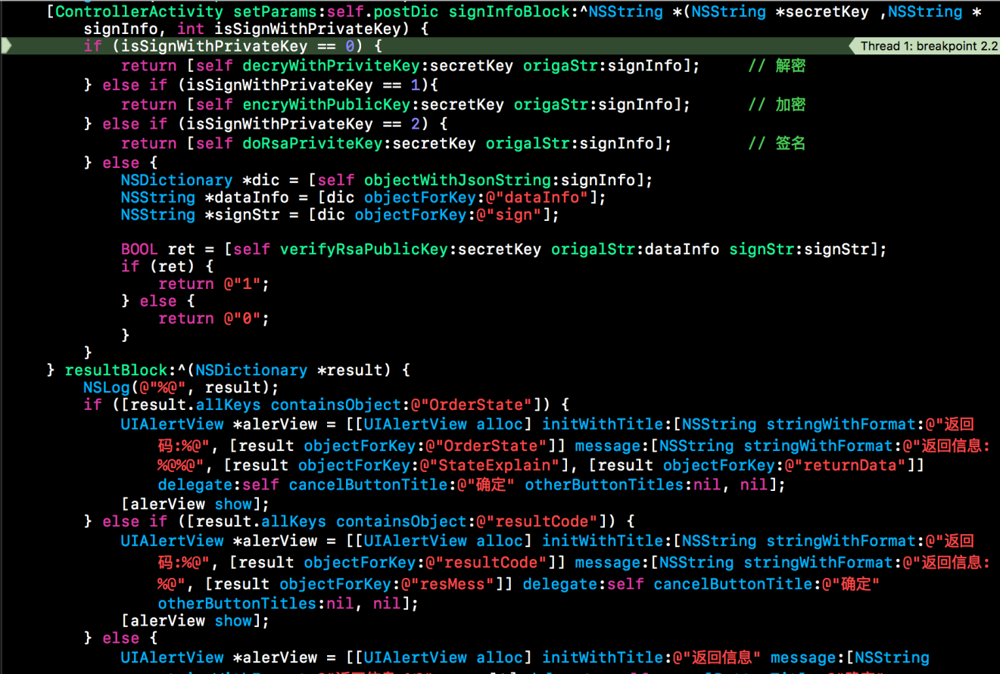 [ControllerActivity setParams:self.postDic signInfoBlock:^NSString *(NSString *secretKey ,NSString *
signInfo, int isSignWithPrivateKey) {
if (isSignWithPrivateKey == 0) {
Thread 1: breakpoint 2.2
return [self decryWithPriviteKey:secretKey origaStr:signInfo]; // 解密
} else if (isSignWithPrivateKey == 1){
return [self encryWithPublicKey:secretKey origaStr:signInfo]; // 加密
} else if (isSignWithPrivateKey == 2) {
return [self doRsaPriviteKey:secretKey origalStr:signInfo]; // 签名
} else {
NSDictionary *dic = [self objectWithJsonString:signInfo];
NSString *dataInfo = [dic objectForKey:@"dataInfo"];
NSString *signStr = [dic objectForKey:@"sign"];
BOOL ret = [self verifyRsaPublicKey:secretKey origalStr:dataInfo signStr:signStr];
if (ret) {
return @"1";
} else {
return @"0";
}
}
} resultBlock:^(NSDictionary *result) {
NSLog(@"%@", result);
if ([result.allKeys containsObject:@"OrderState"]) {
UIAlertView *alerView = [[UIAlertView alloc] initWithTitle:[NSString stringWithFormat:@"返回
码:%@", [result objectForKey:@"OrderState"]] message:[NSString stringWithFormat:@"返回信息:
%@%@", [result objectForKey:@"StateExplain"], [result objectForKey:@"returnData"]]
delegate:self cancelButtonTitle:@"确定" otherButtonTitles:nil, nil];
[alerView show];
} else if ([result.allKeys containsObject:@"resultCode"]) {
UIAlertView *alerView = [[UIAlertView alloc] initWithTitle:[NSString stringWithFormat:@"返回
码:%@", [result objectForKey:@"resultCode"]] message:[NSString stringWithFormat:@"返回信息:
%@", [result objectForKey:@"resMess"]] delegate:self cancelButtonTitle:@"确定"
otherButtonTitles:nil, nil];
[alerView show];
} else {
UIAlertView *alerView = [[UIAlertView alloc] initWithTitle:@"返回信息" message:[NSString